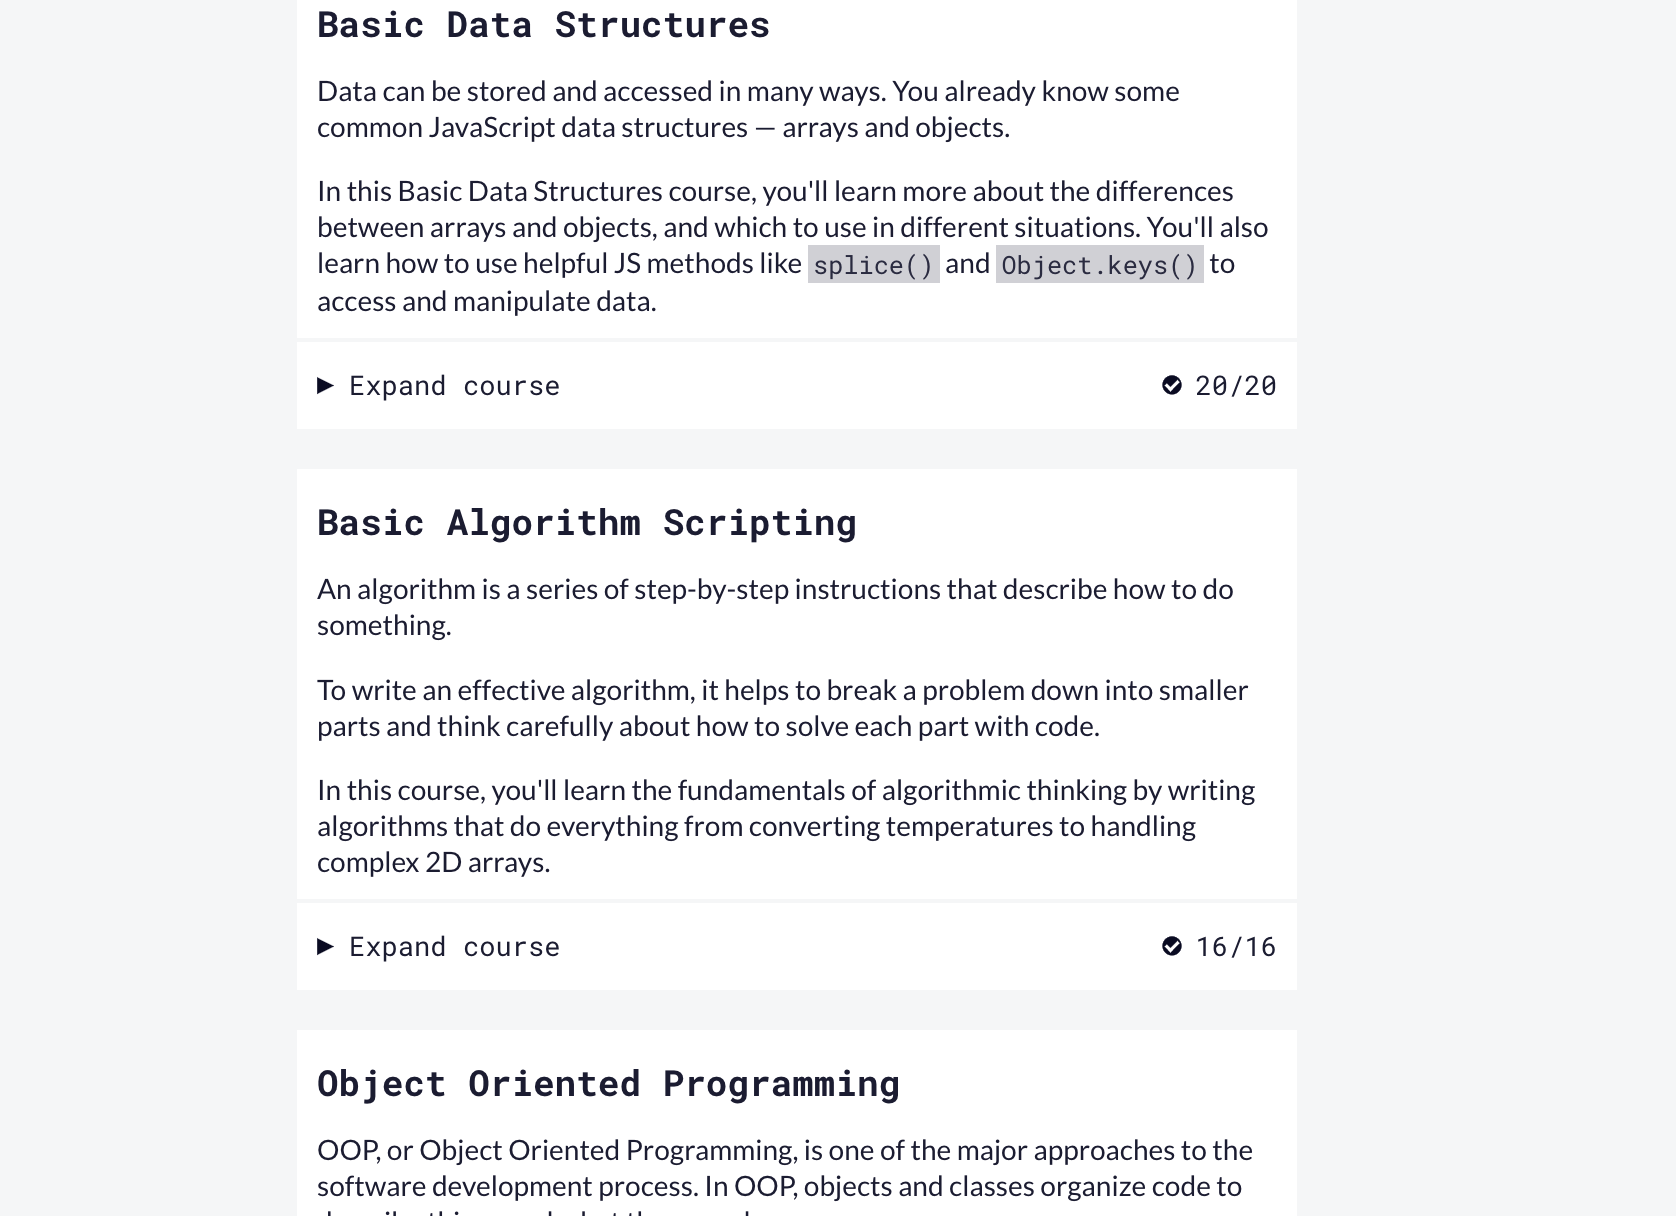 Basic Data Structures
Data can be stored and accessed in many ways. You already know some
common JavaScript data structures — arrays and objects.
In this Basic Data Structures course, you'll learn more about the differences
between arrays and objects, and which to use in different situations. You'll also
learn how to use helpful JS methods like splice() and Object.keys() to
access and manipulate data.
▶ Expand course 20/20
Basic Algorithm Scripting
An algorithm is a series of step-by-step instructions that describe how to do
something.
To write an effective algorithm, it helps to break a problem down into smaller
parts and think carefully about how to solve each part with code.
In this course, you'll learn the fundamentals of algorithmic thinking by writing
algorithms that do everything from converting temperatures to handling
complex 2D arrays.
▶ Expand course 16/16
Object Oriented Programming
OOP, or Object Oriented Programming, is one of the major approaches to the
software development process. In OOP, objects and classes organize code to